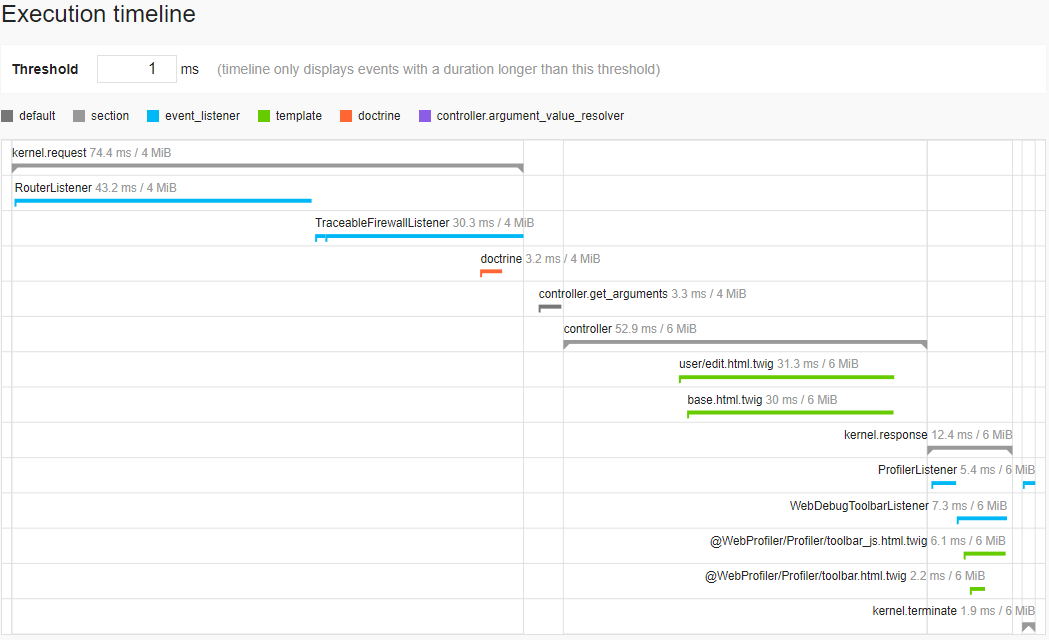 Execution timeline
Threshold 1 ms (timeline only displays events with a duration longer than this threshold)
default section event_listener template doctrine controller.argument_value_resolver
kernel.request 74.4 ms / 4 MiB
RouterListener 43.2 ms / 4 MiB
TraceableFirewallListener 30.3 ms / 4 MiB
doctrine 3.2 ms / 4 MiB
controller.get_arguments 3.3 ms / 4 MiB
controller 52.9 ms / 6 MiB
user/edit.html.twig 31.3 ms / 6 MiB
base.html.twig 30 ms / 6 MiB
kernel.response 12.4 ms / 6 MiB
ProfilerListener 5.4 ms / 6 MiB
WebDebugToolbarListener 7.3 ms / 6 MiB
@WebProfiler/Profiler/toolbar_js.html.twig 6.1 ms / 6 MiB
@WebProfiler/Profiler/toolbar.html.twig 2.2 ms / 6 MiB
kernel.terminate 1.9 ms / 6 MiB